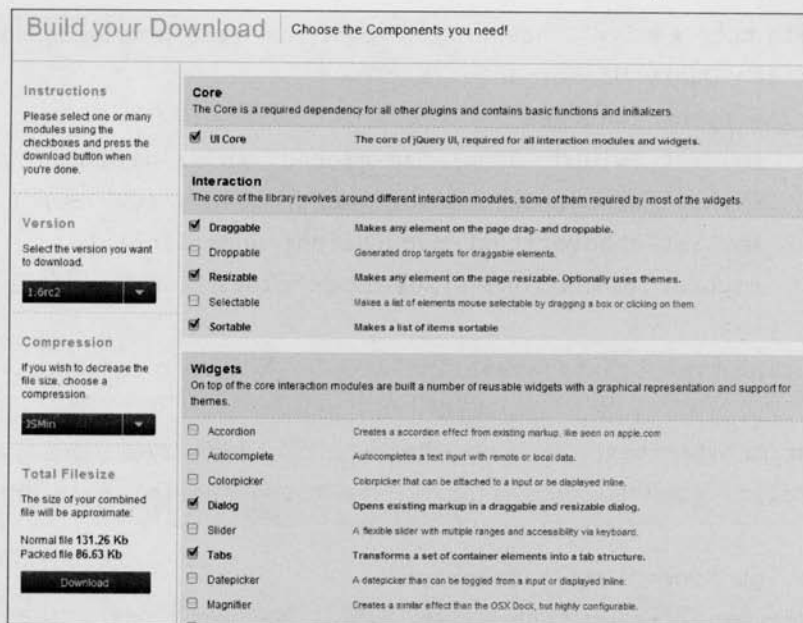 Build your Download
Choose the Components you need!
Instructions
Please select one or many
modules using the
checkboxes and press the
download button when
you're done.
Version
Select the version you want
to download.
1.6rc2
Compression
If you wish to decrease the
file size, choose a
compression.
JSMin
Total Filesize
The size of your combined
file will be approximate:
Normal file 131.26 Kb
Packed file 86.63 Kb
Download
Core
The Core is a required dependency for all other plugins and contains basic functions and initializers.
UI Core The core of jQuery UI, required for all interaction modules and widgets.
Interaction
The core of the library revolves around different interaction modules, some of them required by most of the widgets.
Draggable Makes any element on the page drag- and droppable.
Droppable Generated drop targets for draggable elements.
Resizable Makes any element on the page resizable. Optionally uses themes.
Selectable Makes a list of elements mouse selectable by dragging a box or clicking on them.
Sortable Makes a list of items sortable
Widgets
On top of the core interaction modules are built a number of reusable widgets with a graphical representation and support for
themes.
Accordion Creates a accordion effect from existing markup, like seen on apple.com
Autocomplete Autocompletes a text input with remote or local data.
Colorpicker Colorpicker that can be attached to a input or be displayed inline.
Dialog Opens existing markup in a draggable and resizable dialog.
Slider A flexible slider with multiple ranges and accessibility via keyboard.
Tabs Transforms a set of container elements into a tab structure.
Datepicker A datepicker than can be toggled from a input or displayed inline.
Magnifier Creates a similar effect than the OSX Dock, but highly configurable.